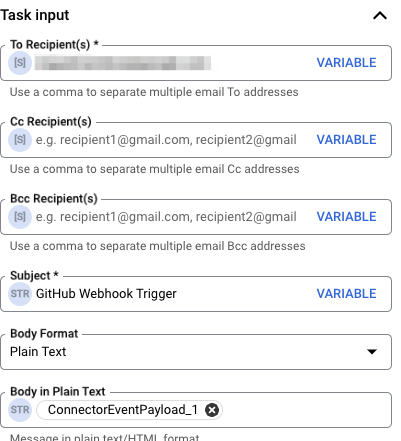 Task input
To Recipient(s) *
[S] VARIABLE
Use a comma to separate multiple email To addresses
Cc Recipient(s)
[S] e.g. recipient1@gmail.com, recipient2@gmail VARIABLE
Use a comma to separate multiple email Cc addresses
Bcc Recipient(s)
[S] e.g. recipient1@gmail.com, recipient2@gmail VARIABLE
Use a comma to separate multiple email Bcc addresses
Subject *
STR GitHub Webhook Trigger VARIABLE
Body Format
Plain Text
Body in Plain Text
STR ConnectorEventPayload_1
Message in plain text/HTML format